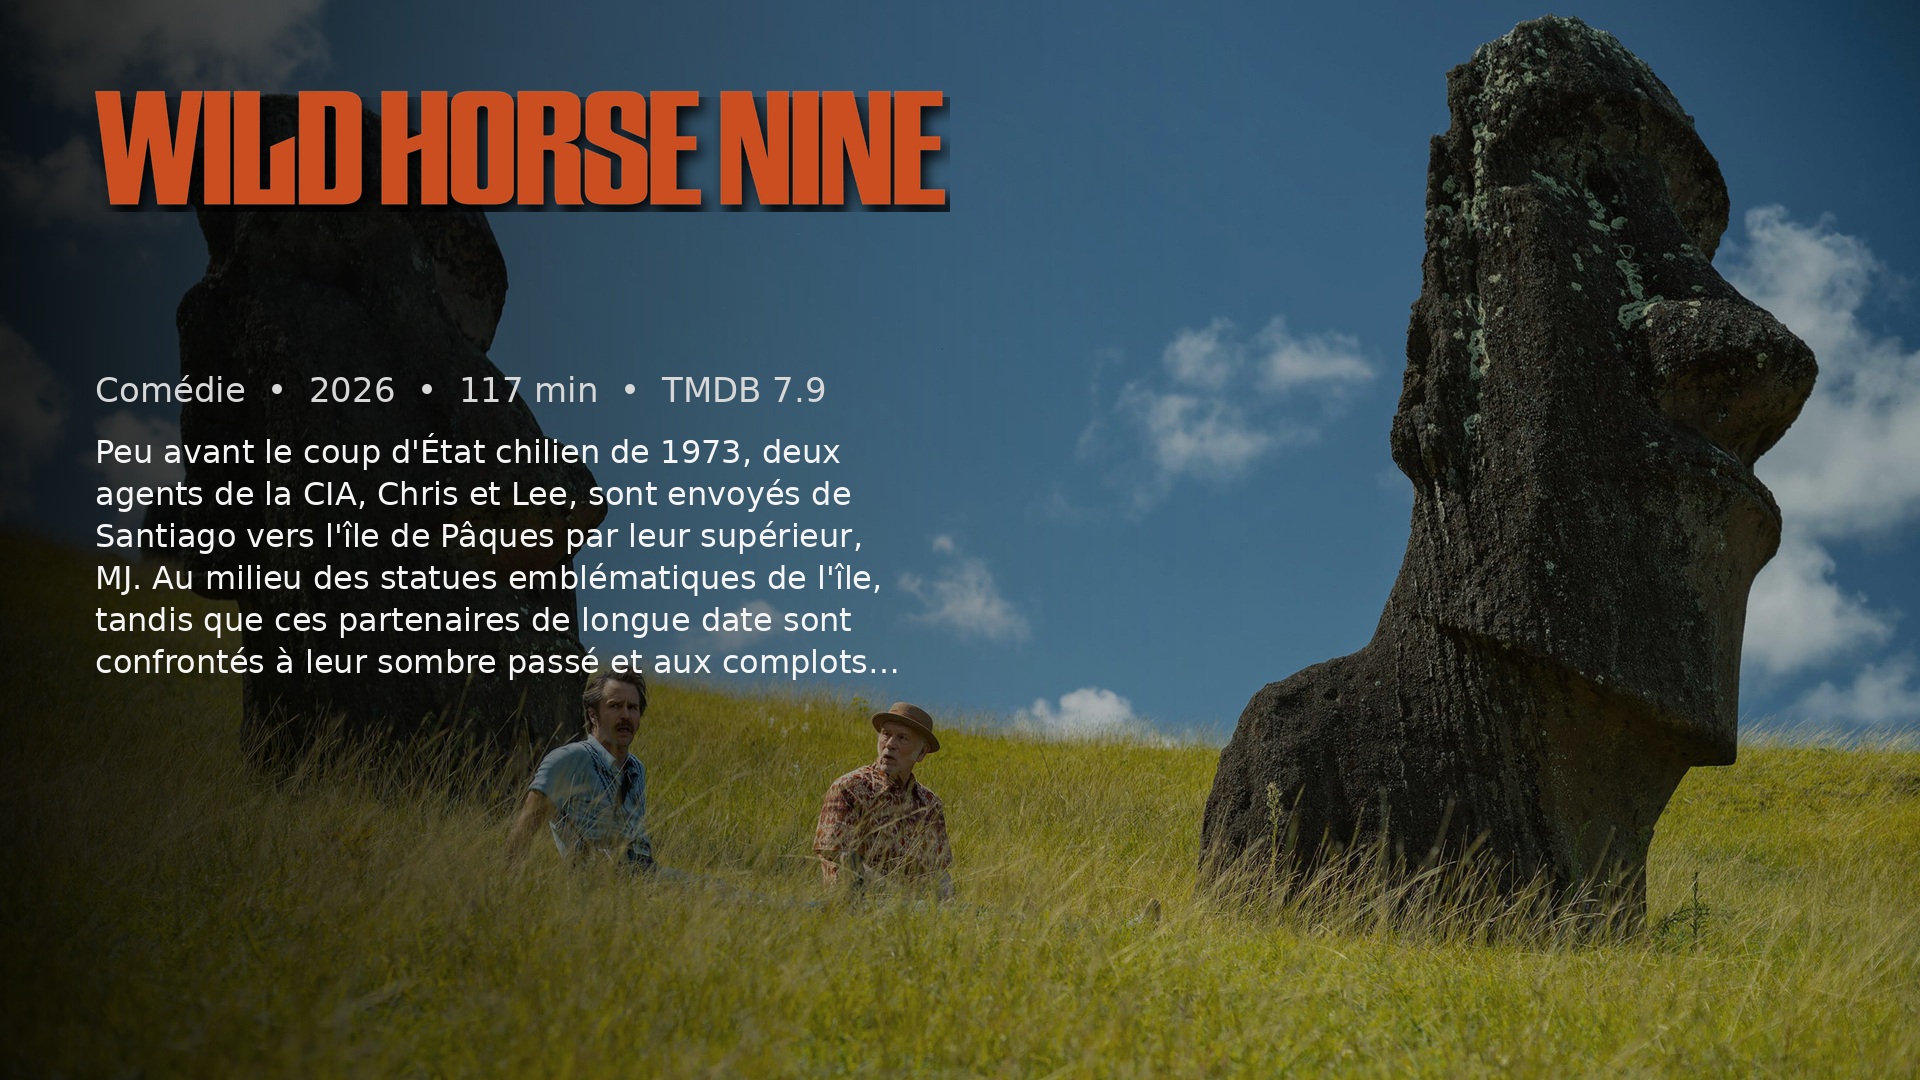 WILD HORSE NINE
Comédie • 2026 • 117 min • TMDB 7.9
Peu avant le coup d'État chilien de 1973, deux
agents de la CIA, Chris et Lee, sont envoyés de
Santiago vers l'île de Pâques par leur supérieur,
MJ. Au milieu des statues emblématiques de l'île,
tandis que ces partenaires de longue date sont
confrontés à leur sombre passé et aux complots…